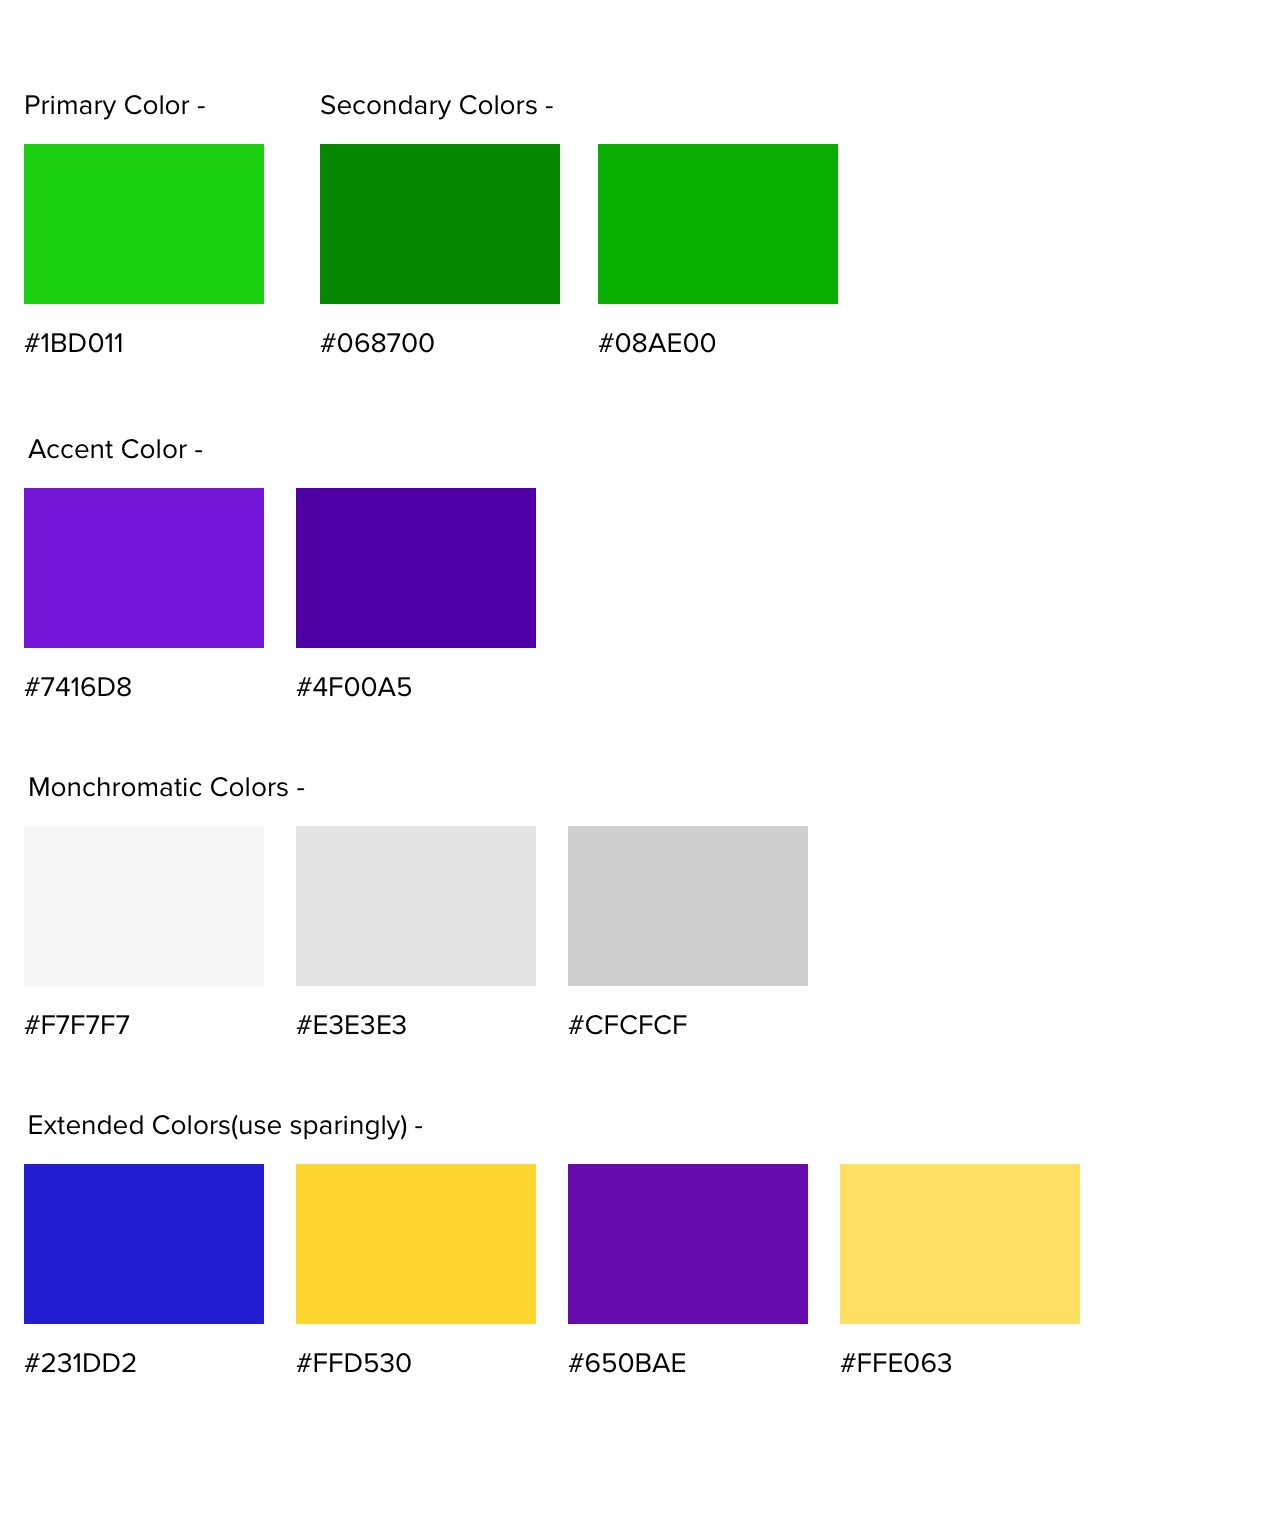 Primary Color -
Secondary Colors -
#1BD011
#068700
#08AE00
Accent Color -
#7416D8
#4F00A5
Monchromatic Colors -
#F7F7F7
#E3E3E3
#CFCFCF
Extended Colors(use sparingly) -
#231DD2
#FFD530
#650BAE
#FFE063